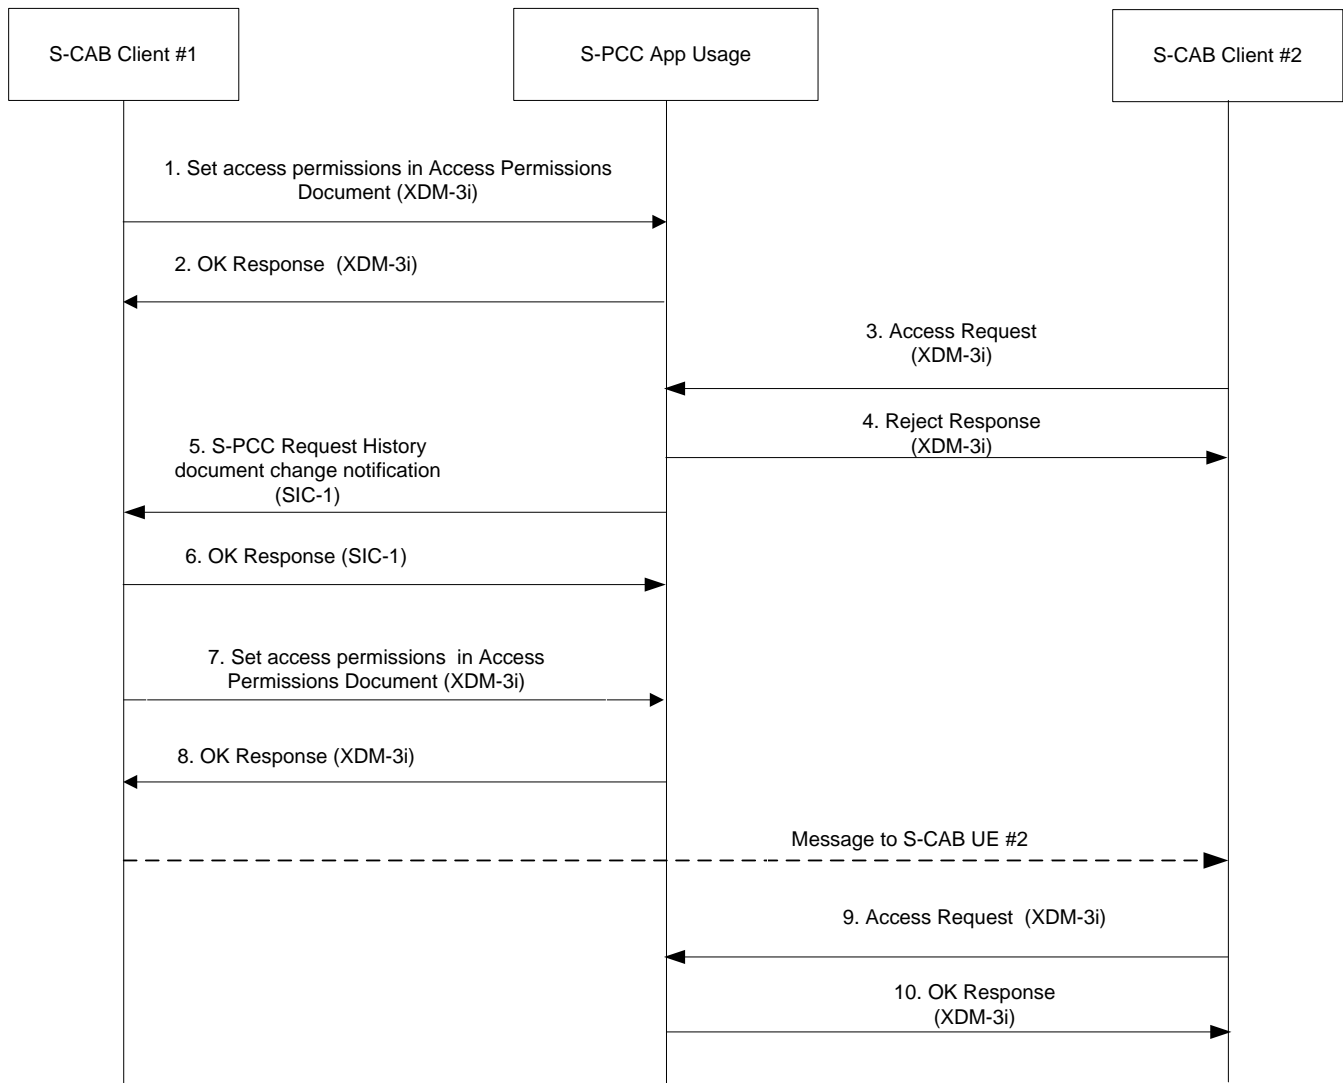 S-CAB Client #1
S-PCC App Usage
S-CAB Client #2
1. Set access permissions in Access Permissions
Document (XDM-3i)
2. OK Response  (XDM-3i)
3. Access Request
(XDM-3i)
4. Reject Response
(XDM-3i)
5. S-PCC Request History
document change notification
(SIC-1)
6. OK Response (SIC-1)
7. Set access permissions  in Access
Permissions Document (XDM-3i)
8. OK Response (XDM-3i)
Message to S-CAB UE #2
9. Access Request  (XDM-3i)
10. OK Response
(XDM-3i)